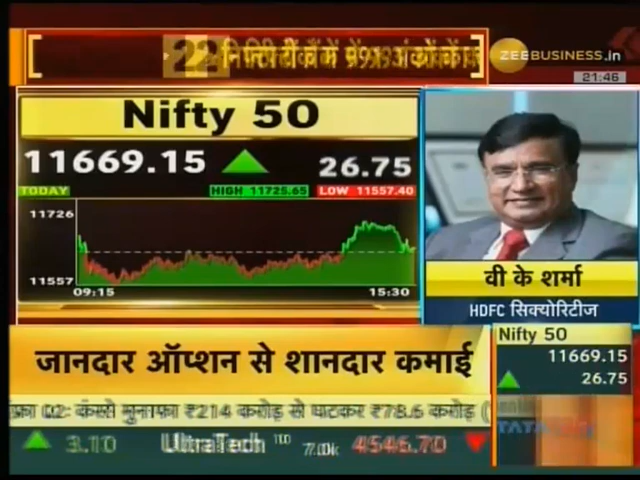 22
ZEEBUSINESS.in
21:46
Nifty 50
11669.15 26.75
TODAY HIGH 11725.65 LOW 11557.40
11726
11557
09:15 15:30
वी के शर्मा
HDFC सिक्योरिटीज
जानदार ऑप्शन से शानदार कमाई
Nifty 50
11669.15
26.75
मुनाफा ₹214 करोड़ से घटकर ₹78.6 करोड़
3.10 UltraTech 4546.70